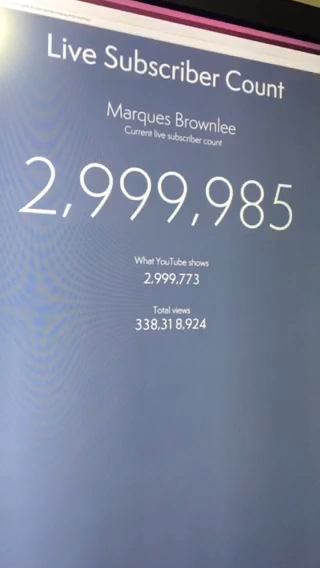 Live Subscriber Count
Marques Brownlee
Current live subscriber count
2,999,985
What YouTube shows
2,999,773
Total views
338,318,924